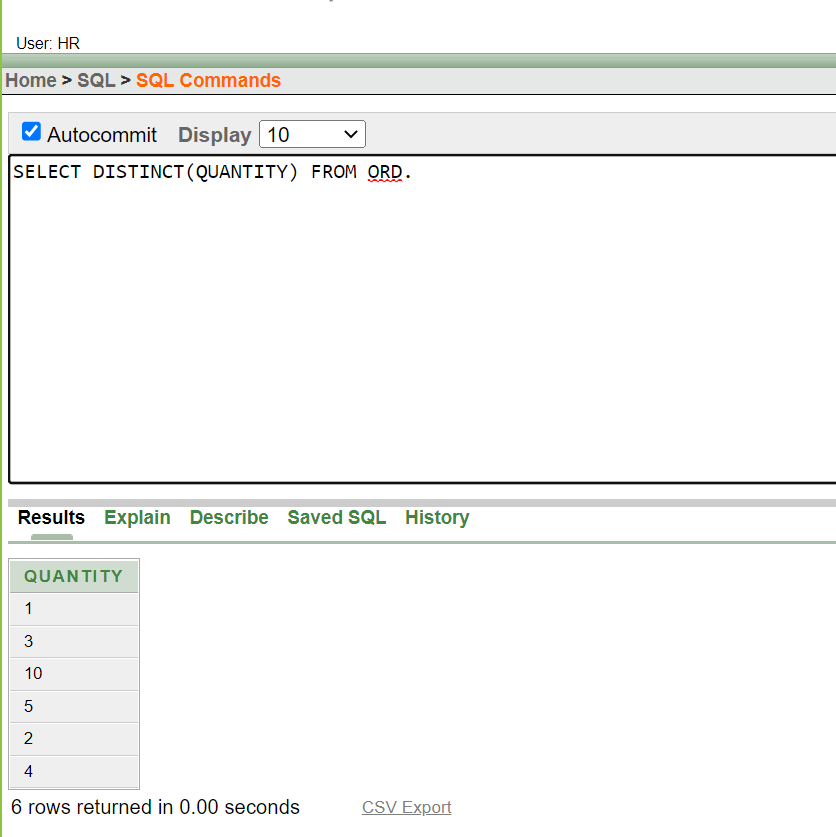 User: HR
Home > SQL > SQL Commands
Autocommit Display 10
SELECT DISTINCT(QUANTITY) FROM ORD.
Results Explain Describe Saved SQL History
QUANTITY
1
3
10
5
2
4
6 rows returned in 0.00 seconds CSV Export